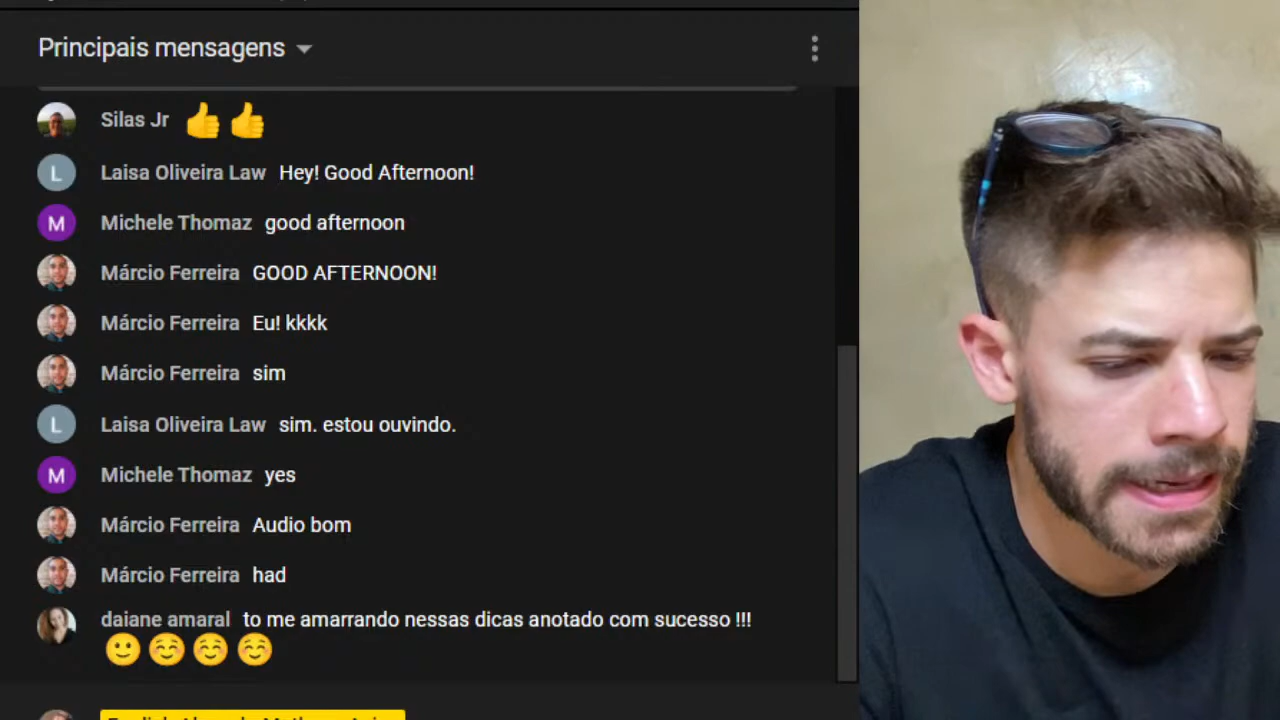 Principais mensagens
Silas Jr 👍👍
Laisa Oliveira Law Hey! Good Afternoon!
Michele Thomaz good afternoon
Márcio Ferreira GOOD AFTERNOON!
Márcio Ferreira Eu! kkkk
Márcio Ferreira sim
Laisa Oliveira Law sim. estou ouvindo.
Michele Thomaz yes
Márcio Ferreira Audio bom
Márcio Ferreira had
daiane amaral to me amarrando nessas dicas anotado com sucesso !!!
🙂☺️☺️☺️